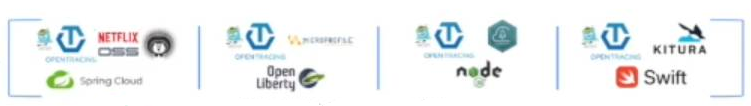 NETFLIX
OSS
OPENTRACING
Spring Cloud
MICROPROFILE
OPENTRACING
Open
Liberty
OPENTRACING
node
OPENTRACING
KITURA
Swift